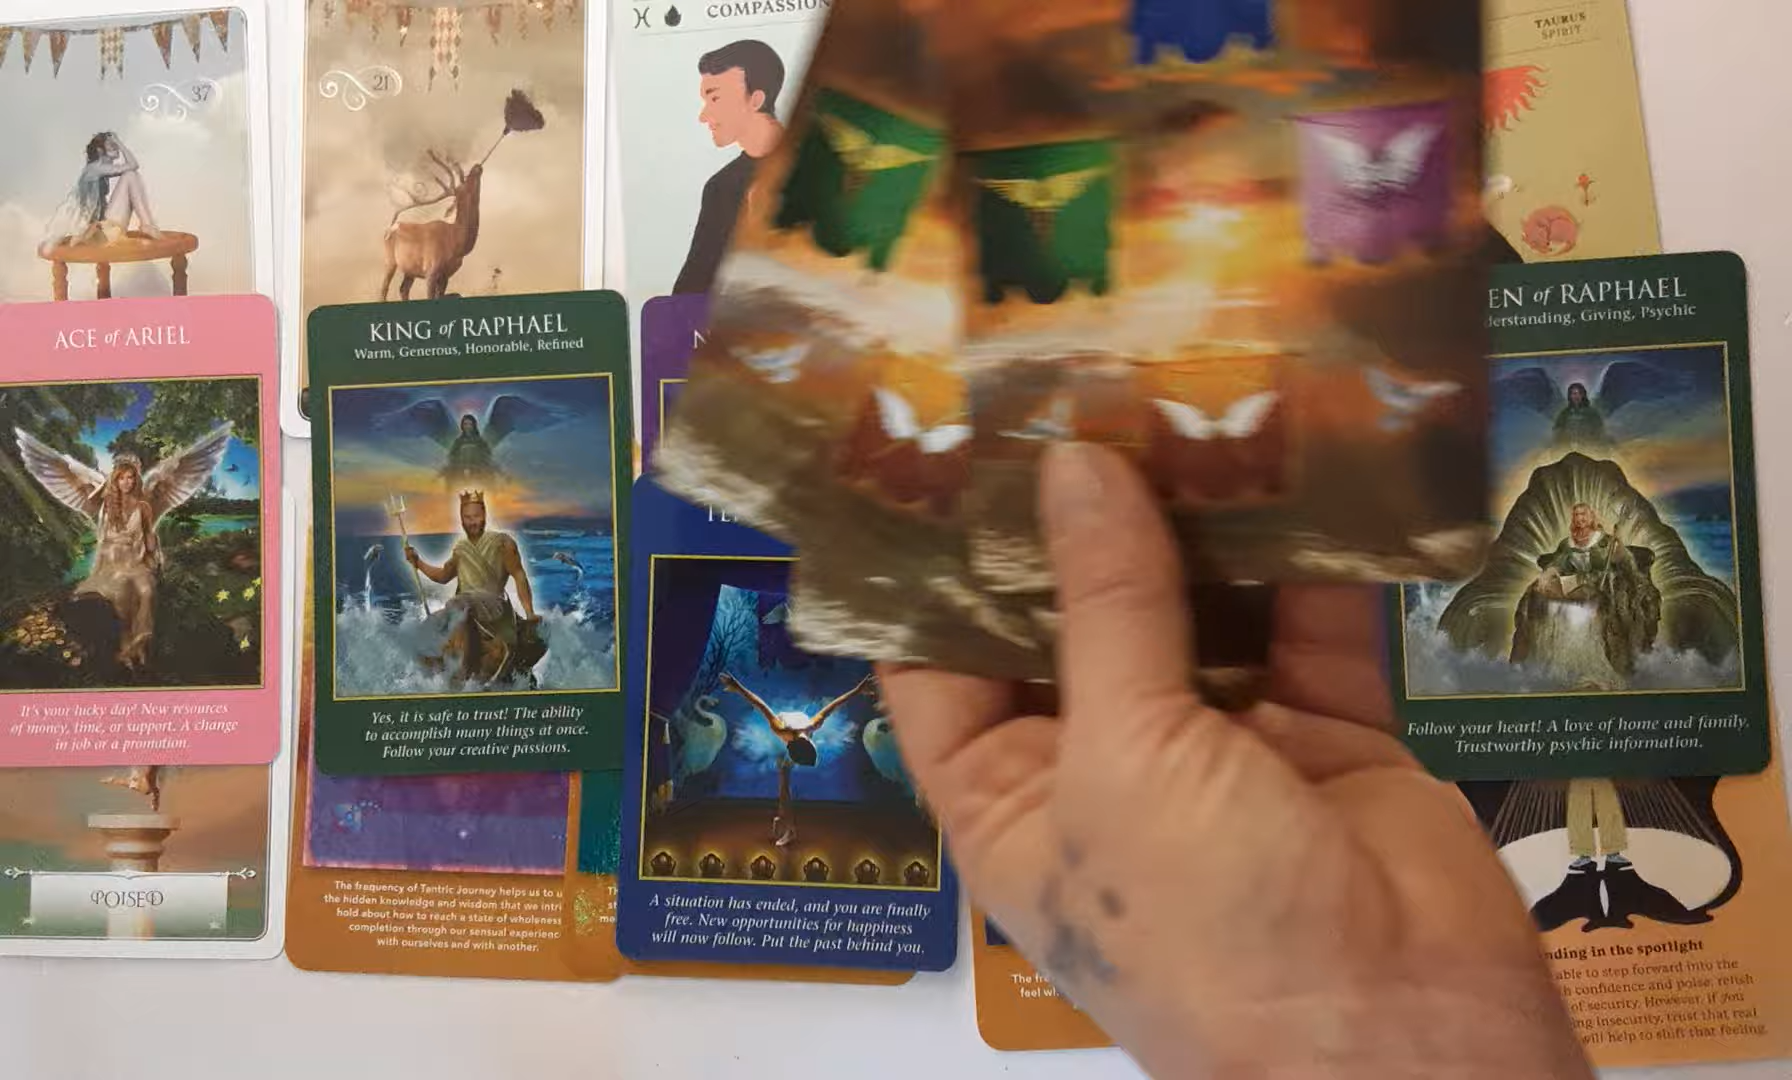 37
21
COMPASSION
TAURUS
SPIRIT
ACE of ARIEL
It's your lucky day! New resources
of money, time, or support. A change
in job or a promotion.
POISED
KING of RAPHAEL
Warm, Generous, Honorable, Refined
Yes, it is safe to trust! The ability
to accomplish many things at once.
Follow your creative passions.
The frequency of Tantric Journey helps us to u
the hidden knowledge and wisdom that we intri
hold about how to reach a state of wholeness
completion through our sensual experienc
with ourselves and with another.
N
A situation has ended, and you are finally
free. New opportunities for happiness
will now follow. Put the past behind you.
EN of RAPHAEL
derstanding, Giving, Psychic
Follow your heart! A love of home and family.
Trustworthy psychic information.
The fre
feel wi
nding in the spotlight
able to step forward into the
h confidence and poise, relish
of security. However, if you
ing insecurity, trust that real
will help to shift that feeling.